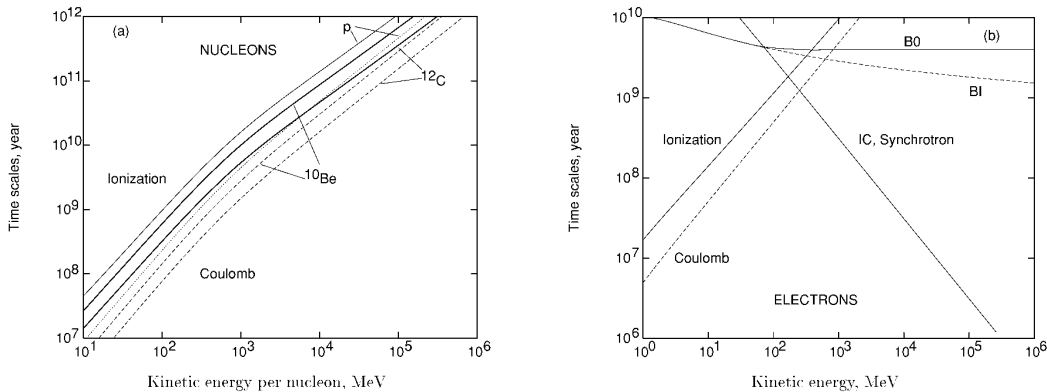 (a)
NUCLEONS
p
12C
10Be
Ionization
Coulomb
Time scales, year
10^12
10^11
10^10
10^9
10^8
10^7
10^1
10^2
10^3
10^4
10^5
10^6
Kinetic energy per nucleon, MeV
(b)
B0
BI
Ionization
IC, Synchrotron
Coulomb
ELECTRONS
Time scales, year
10^10
10^9
10^8
10^7
10^6
10^0
10^1
10^2
10^3
10^4
10^5
10^6
Kinetic energy, MeV